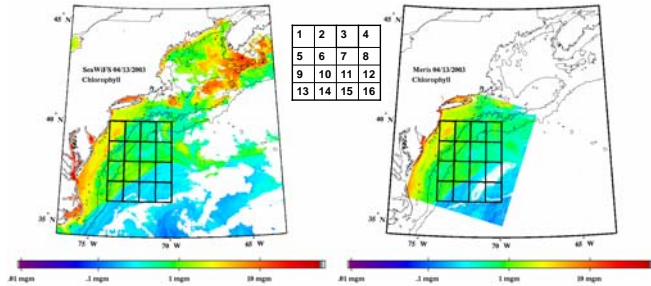 45°N
SeaWiFS 04/13/2003
Chlorophyll
40°N
35°N
75°W
70°W
65°W
.01 mgm
.1 mgm
1 mgm
10 mgm
1 2 3 4
5 6 7 8
9 10 11 12
13 14 15 16
45°N
Meris 04/13/2003
Chlorophyll
40°N
35°N
75°W
70°W
65°W
.01 mgm
.1 mgm
1 mgm
10 mgm